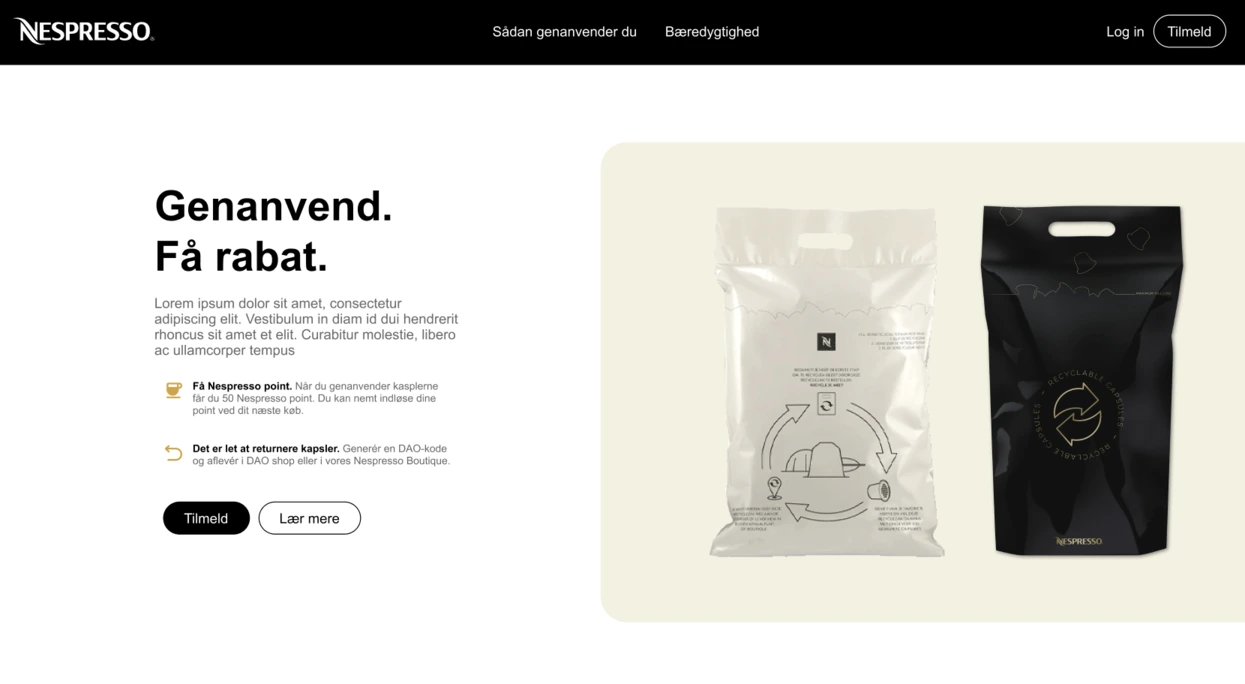 NESPRESSO
Sådan genanvender du
Bæredygtighed
Log in
Tilmeld
Genanvend.
Få rabat.
Lorem ipsum dolor sit amet, consectetur
adipiscing elit. Vestibulum in diam id dui hendrerit
rhoncus sit amet et elit. Curabitur molestie, libero
ac ullamcorper tempus
Få Nespresso point. Når du genanvender kasplerne
får du 50 Nespresso point. Du kan nemt indløse dine
point ved dit næste køb.
Det er let at returnere kapsler. Generér en DAO-kode
og aflevér i DAO shop eller i vores Nespresso Boutique.
Tilmeld
Lær mere
RECYCLABLE CAPSULES
RECYCLABLE CAPSULES
NESPRESSO